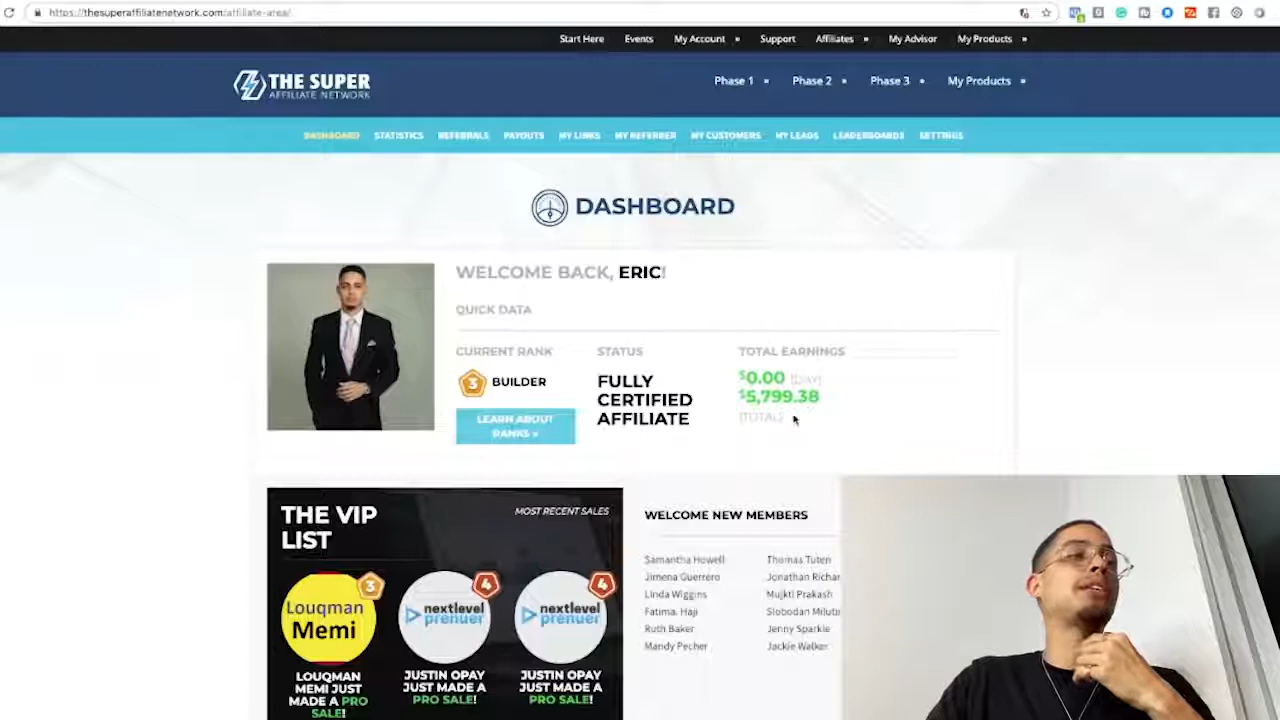 https://thesuperaffiliatenetwork.com/affiliate-area/
Start Here Events My Account » Support Affiliates » My Advisor My Products »
THE SUPER
AFFILIATE NETWORK
Phase 1 Phase 2 Phase 3 My Products
DASHBOARD STATISTICS REFERRALS PAYOUTS MY LINKS MY REFERRER MY CUSTOMERS MY LEADS LEADERBOARDS SETTINGS
DASHBOARD
WELCOME BACK, ERIC!
QUICK DATA
CURRENT RANK STATUS TOTAL EARNINGS
3 BUILDER
LEARN ABOUT
RANKS »
FULLY
CERTIFIED
AFFILIATE
$0.00 (DAY)
$5,799.38
(TOTAL)
THE VIP
LIST
MOST RECENT SALES
3
Louqman
Memi
4
nextlevel
prenuer
4
nextlevel
prenuer
LOUQMAN
MEMI JUST
MADE A PRO
SALE!
JUSTIN OPAY
JUST MADE A
PRO SALE!
JUSTIN OPAY
JUST MADE A
PRO SALE!
WELCOME NEW MEMBERS
Samantha Howell Thomas Tuten
Jimena Guerrero Jonathan Richar
Linda Wiggins Mujkti Prakash
Fatima. Haji Slobodan Milut
Ruth Baker Jenny Sparkle
Mandy Pecher Jackie Walker